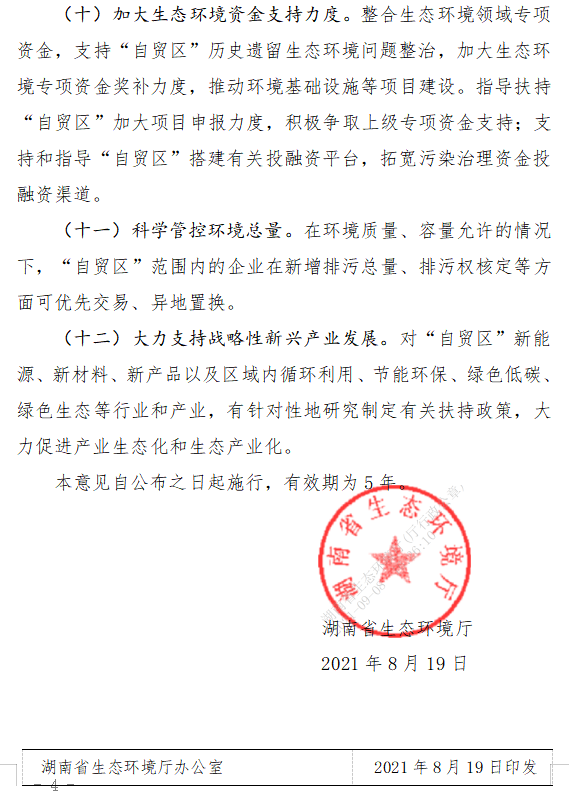 （十）加大生态环境资金支持力度。整合生态环境领域专项
资金，支持“自贸区”历史遗留生态环境问题整治，加大生态环
境专项资金奖补力度，推动环境基础设施等项目建设。指导扶持
“自贸区”加大项目申报力度，积极争取上级专项资金支持；支
持和指导“自贸区”搭建有关投融资平台，拓宽污染治理资金投
融资渠道。
（十一）科学管控环境总量。在环境质量、容量允许的情况
下，“自贸区”范围内的企业在新增排污总量、排污权核定等方
面可优先交易、异地置换。
（十二）大力支持战略性新兴产业发展。对“自贸区”新能
源、新材料、新产品以及区域内循环利用、节能环保、绿色低碳、
绿色生态等行业和产业，有针对性地研究制定有关扶持政策，大
力促进产业生态化和生态产业化。
本意见自公布之日起施行，有效期为5年。
湖南省生态环境厅
湖南省生态环境厅
2021年8月19日
湖南省生态环境厅办公室 2021年8月19日印发
- 4 -